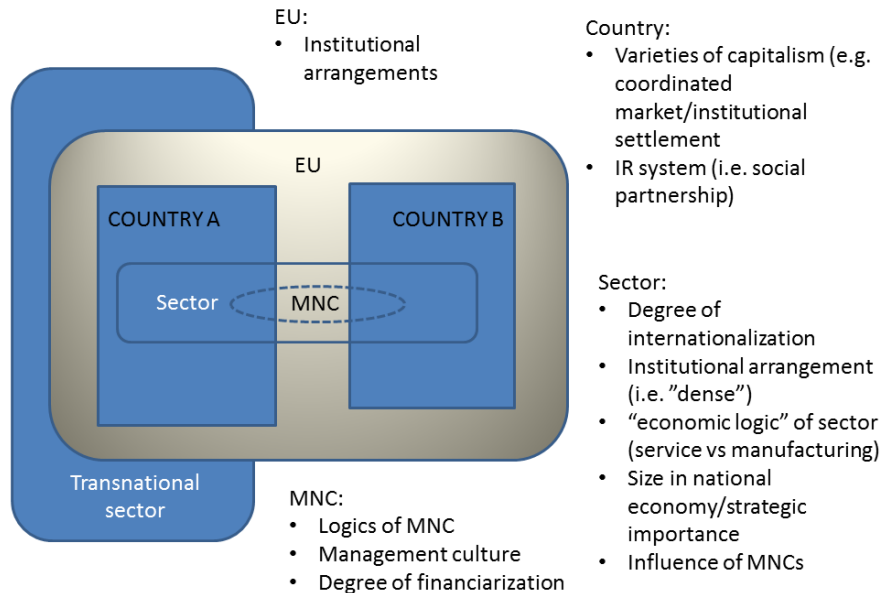 EU:
• Institutional
arrangements
Country:
• Varieties of capitalism (e.g.
coordinated
market/institutional
settlement
• IR system (i.e. social
partnership)
EU
COUNTRY A
COUNTRY B
Sector
MNC
Transnational
sector
Sector:
• Degree of
internationalization
• Institutional arrangement
(i.e. ”dense”)
• “economic logic” of sector
(service vs manufacturing)
• Size in national
economy/strategic
importance
• Influence of MNCs
MNC:
• Logics of MNC
• Management culture
• Degree of financiarization